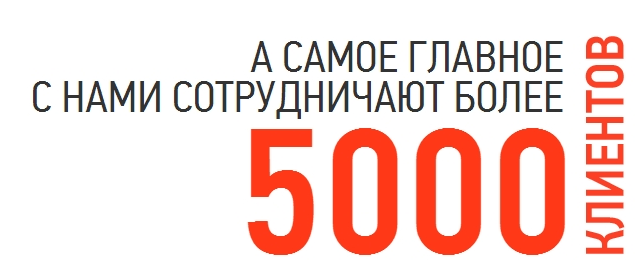 А САМОЕ ГЛАВНОЕ
С НАМИ СОТРУДНИЧАЮТ БОЛЕЕ
5000
КЛИЕНТОВ